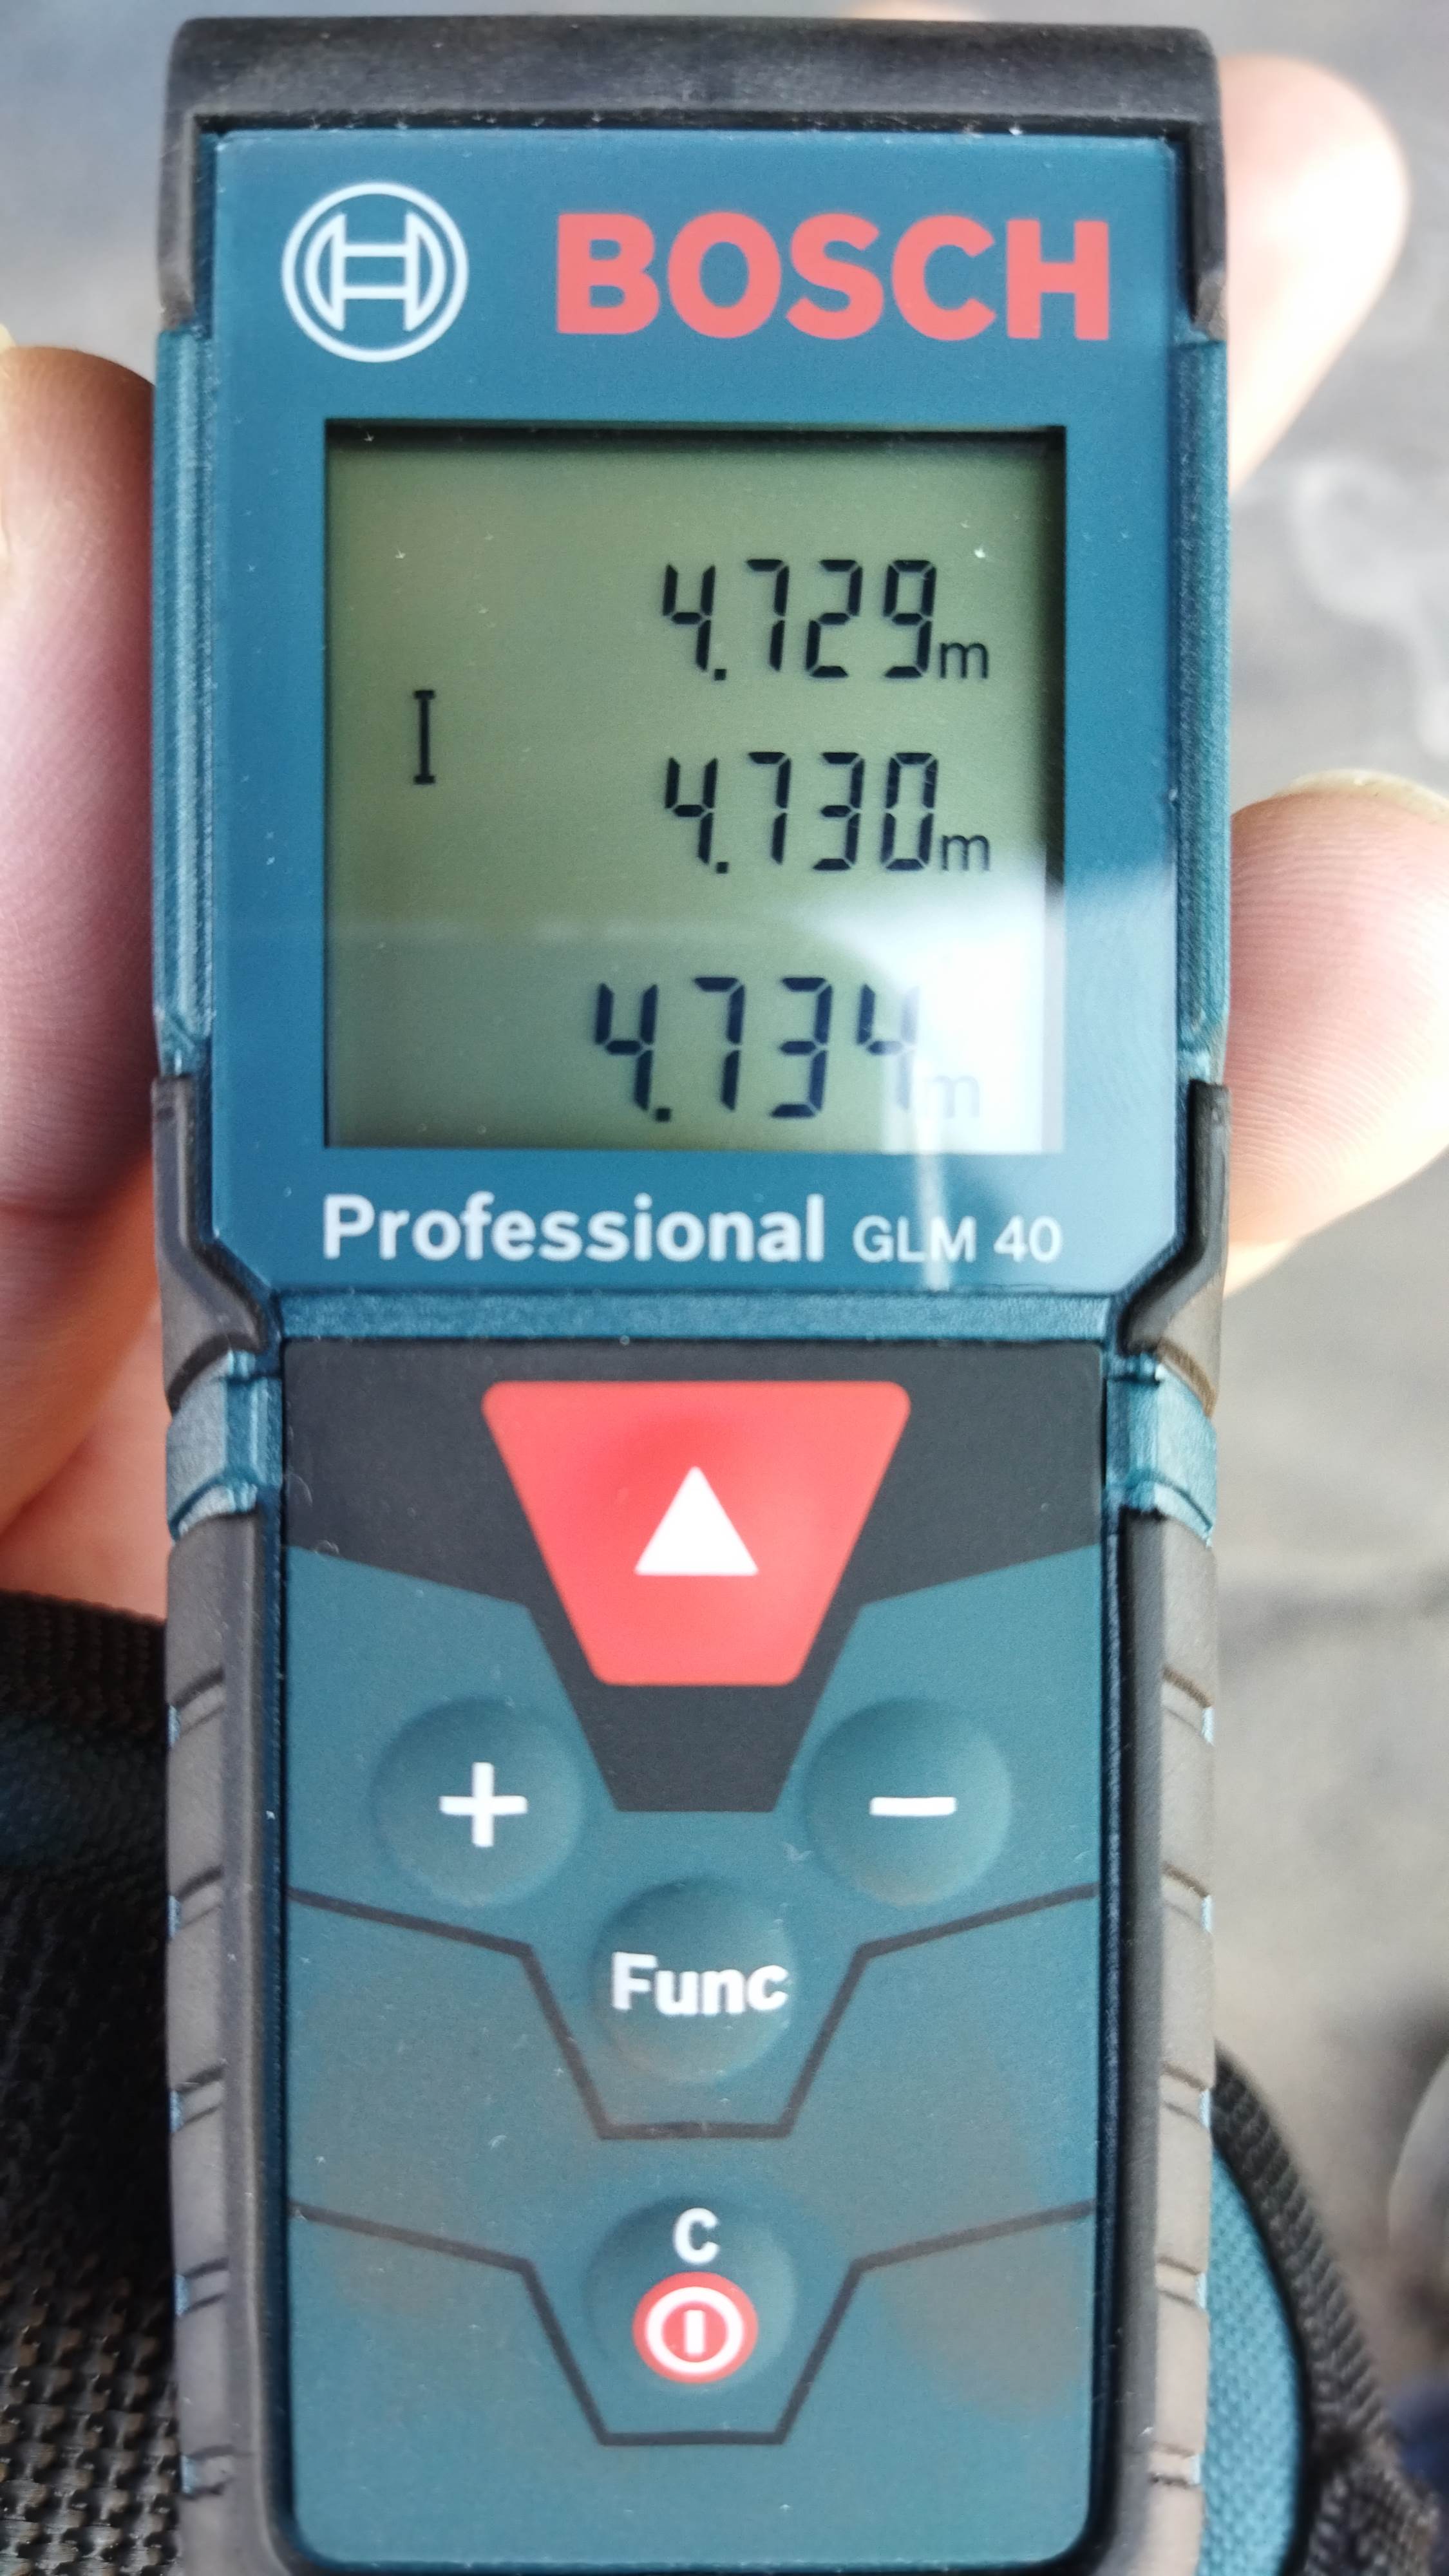 BOSCH
4.729m
4.730m
4.734m
Professional GLM 40
+ −
Func
C